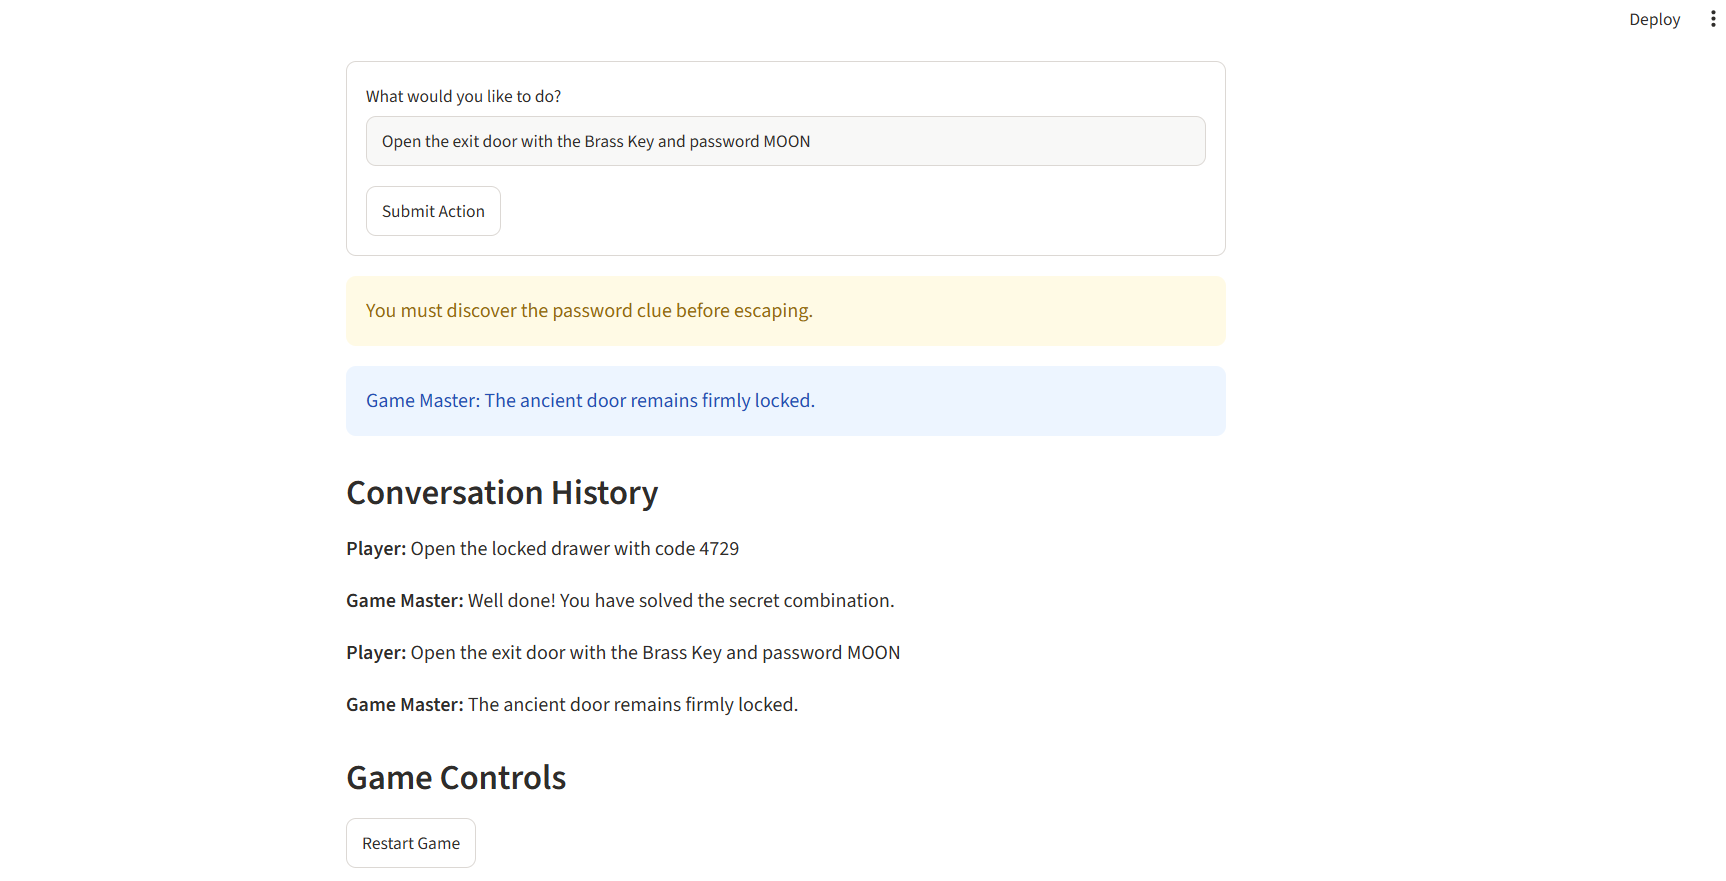 Deploy
What would you like to do?
Open the exit door with the Brass Key and password MOON
Submit Action
You must discover the password clue before escaping.
Game Master: The ancient door remains firmly locked.
Conversation History
Player: Open the locked drawer with code 4729
Game Master: Well done! You have solved the secret combination.
Player: Open the exit door with the Brass Key and password MOON
Game Master: The ancient door remains firmly locked.
Game Controls
Restart Game